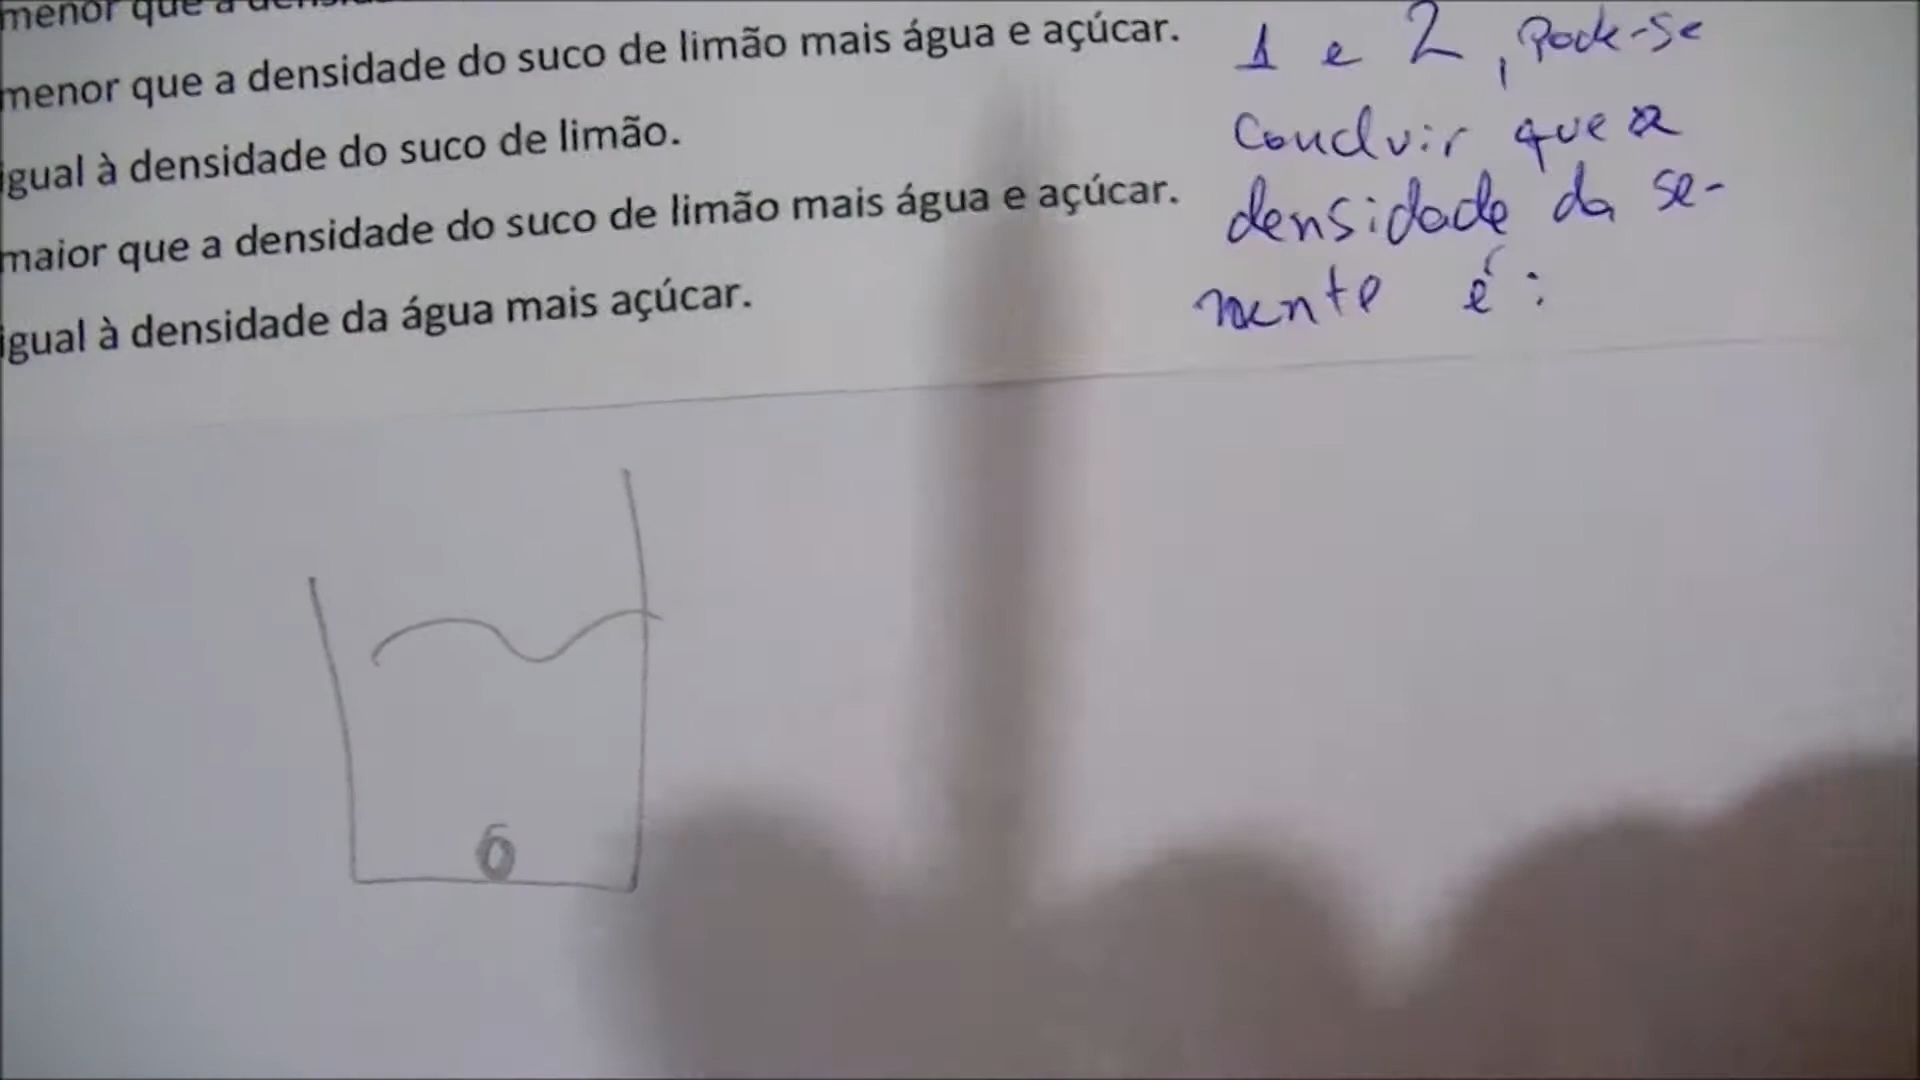 menor que a
menor que a densidade do suco de limão mais água e açúcar.
igual à densidade do suco de limão.
maior que a densidade do suco de limão mais água e açúcar.
igual à densidade da água mais açúcar.
1 e 2, pode-se
concluir que a
densidade da se-
mente é: